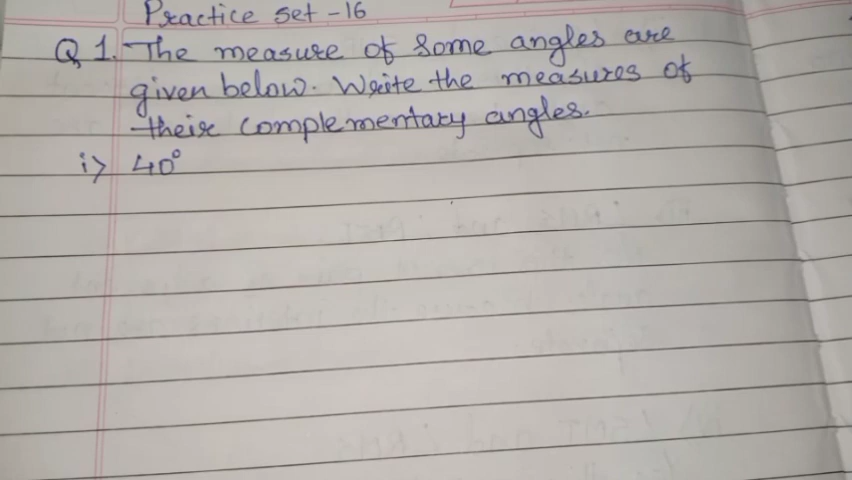 Practice set - 16
Q 1. The measure of some angles are
given below. Write the measures of
their complementary angles.
i> 40°